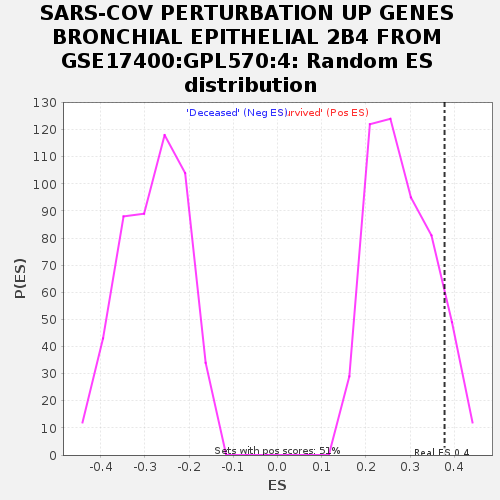 SARS-COV PERTURBATION UP GENES
BRONCHIAL EPITHELIAL 2B4 FROM
GSE17400:GPL570:4: Random ES
distribution
'Deceased' (Neg ES) urvived' (Pos ES)
130
120
110
100
90
80
70
60
50
40
30
20
10
0
P(ES)
Sets with pos scores: 51%
Real ES 0.4
-0.4 -0.3 -0.2 -0.1 0.0 0.1 0.2 0.3 0.4
ES